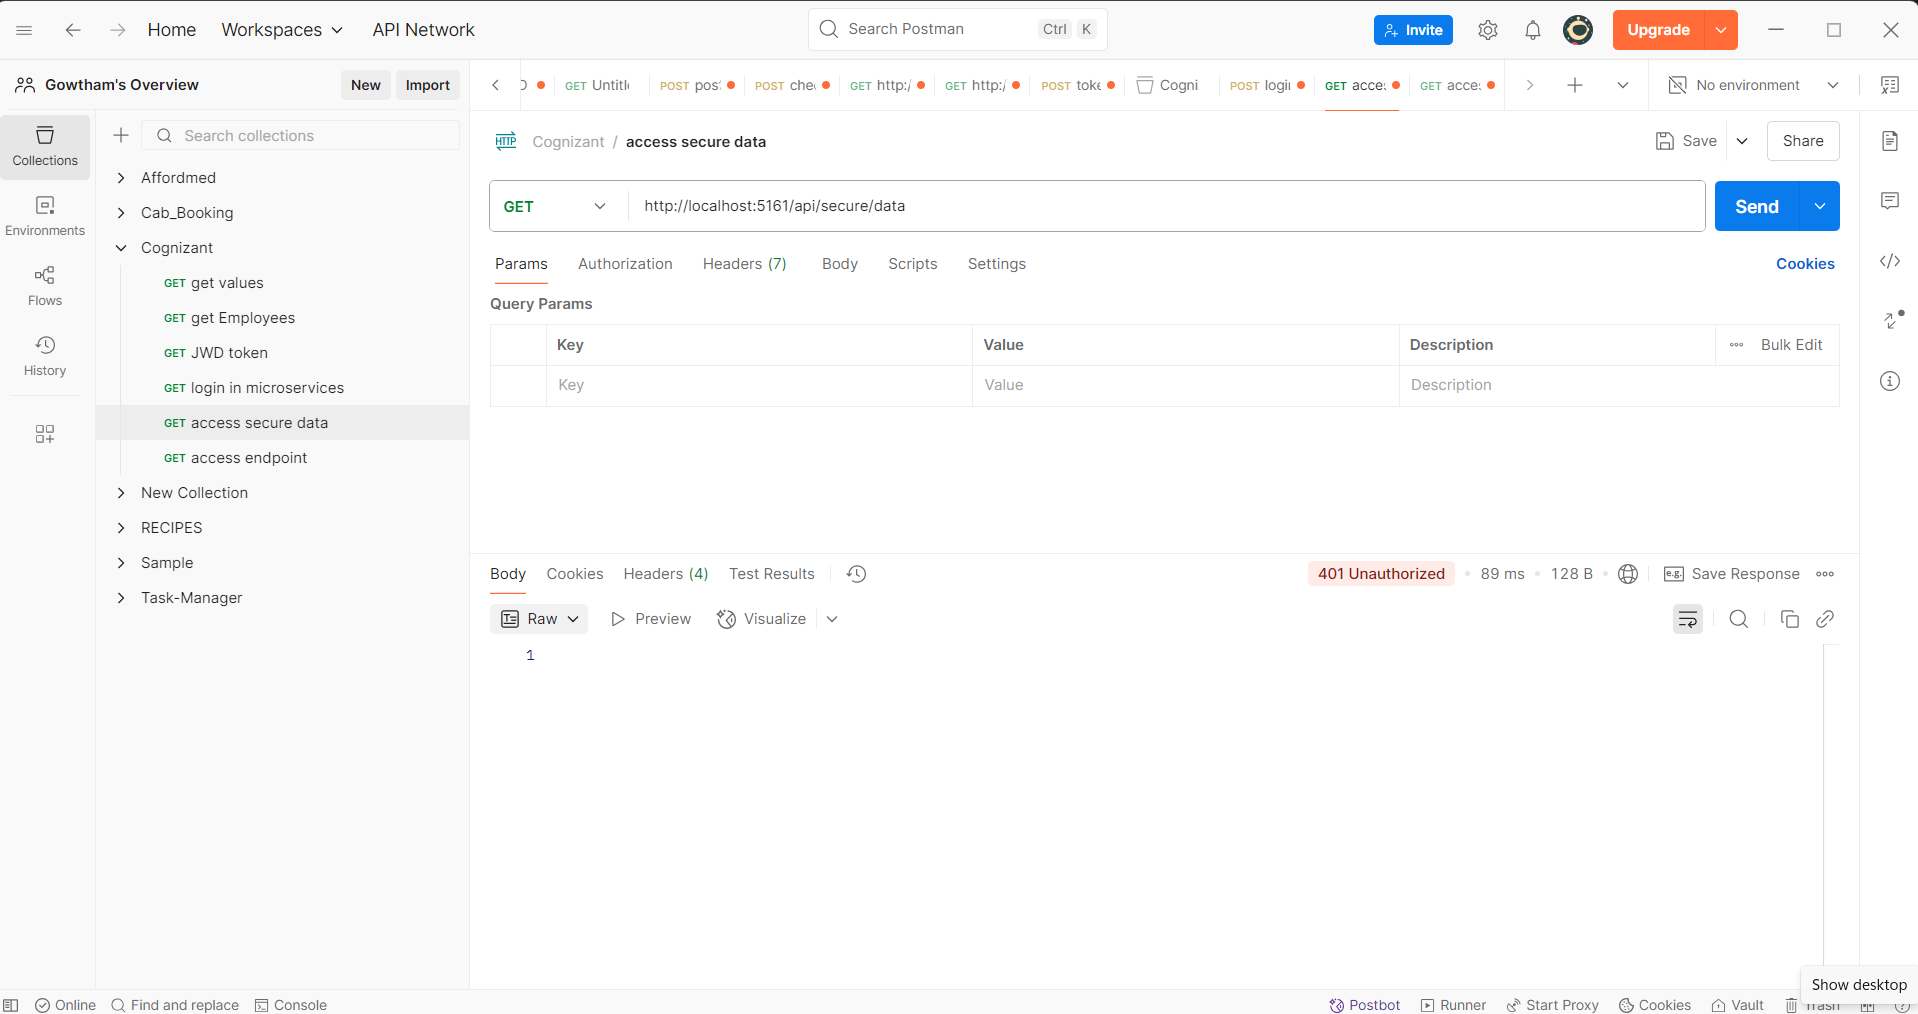 Home
Workspaces
API Network
Search Postman
Ctrl K
Invite
Upgrade
Gowtham's Overview
New
Import
GET Untitl
POST pos
POST che
GET http:/
GET http:/
POST toke
Cogni
POST logi
GET acce
GET acce
No environment
Collections
Environments
Flows
History
Search collections
Affordmed
Cab_Booking
Cognizant
GET get values
GET get Employees
GET JWD token
GET login in microservices
GET access secure data
GET access endpoint
New Collection
RECIPES
Sample
Task-Manager
HTTP Cognizant / access secure data
Save
Share
GET
http://localhost:5161/api/secure/data
Send
Params
Authorization
Headers (7)
Body
Scripts
Settings
Cookies
Query Params
Key Value Description Bulk Edit
Key Value Description
Body
Cookies
Headers (4)
Test Results
401 Unauthorized • 89 ms • 128 B
e.g. Save Response
Raw
Preview
Visualize
1
Show desktop
Online
Find and replace
Console
Postbot
Runner
Start Proxy
Cookies
Vault
Trash